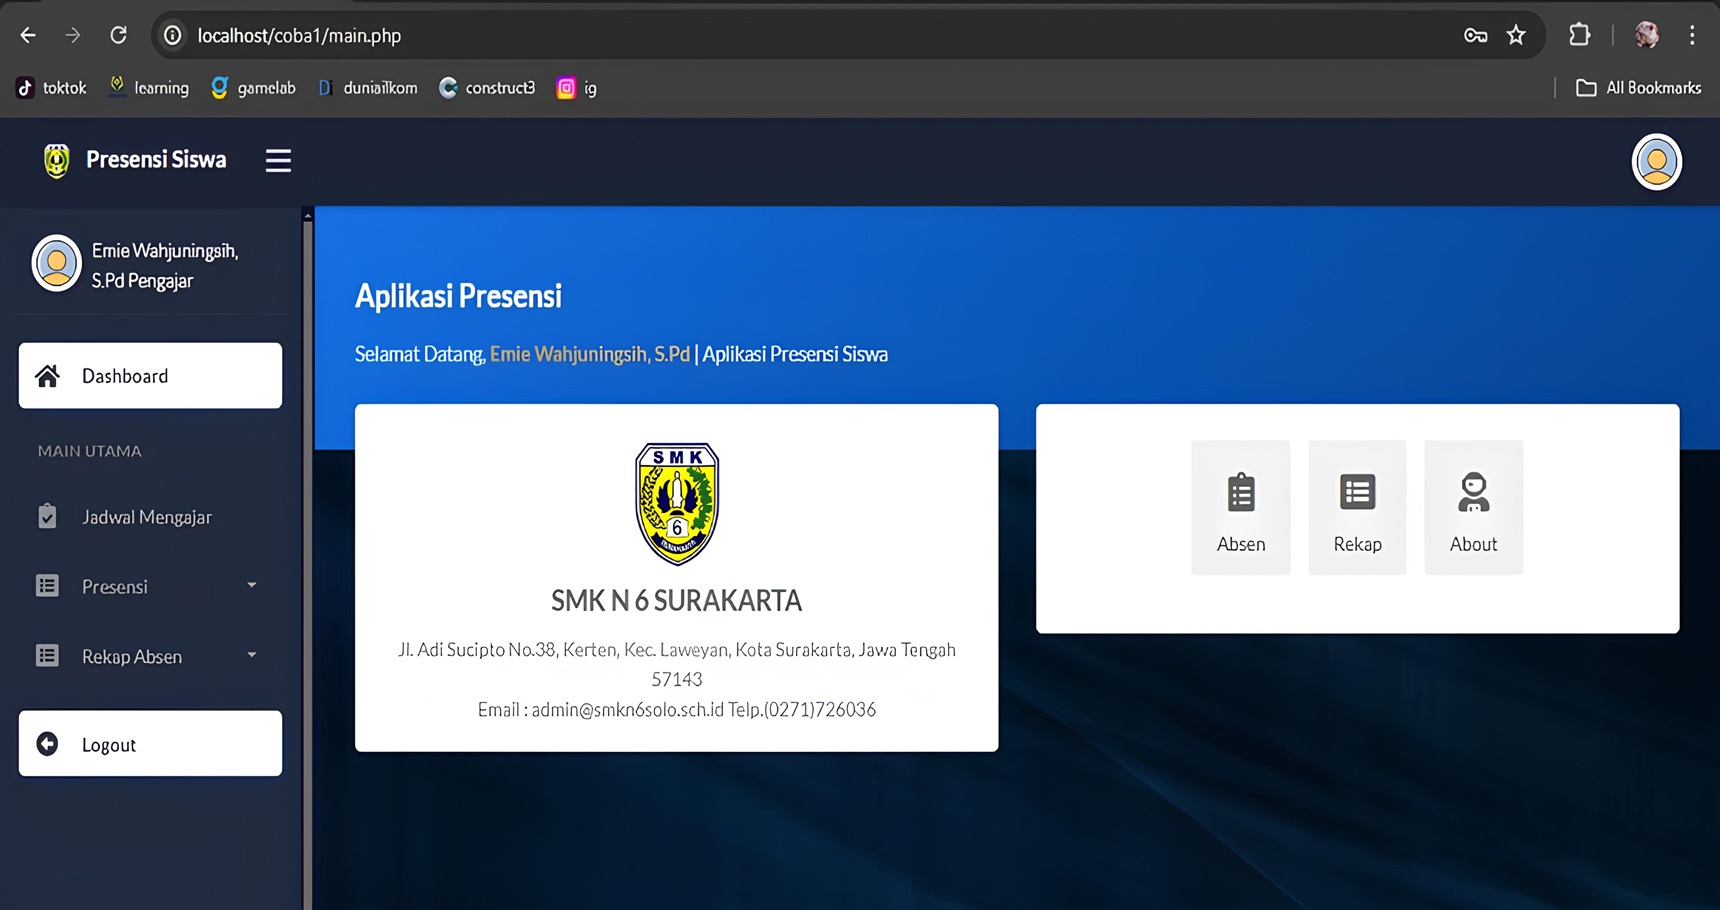 localhost/coba1/main.php
toktok learning gamelab duniailkom construct3 ig All Bookmarks
Presensi Siswa
Emie Wahjuningsih,
S.Pd Pengajar
Dashboard
MAIN UTAMA
Jadwal Mengajar
Presensi
Rekap Absen
Logout
Aplikasi Presensi
Selamat Datang, Emie Wahjuningsih, S.Pd | Aplikasi Presensi Siswa
SMK
6
SMK N 6 SURAKARTA
Jl. Adi Sucipto No.38, Kerten, Kec. Laweyan, Kota Surakarta, Jawa Tengah
57143
Email : admin@smkn6solo.sch.id Telp.(0271)726036
Absen Rekap About